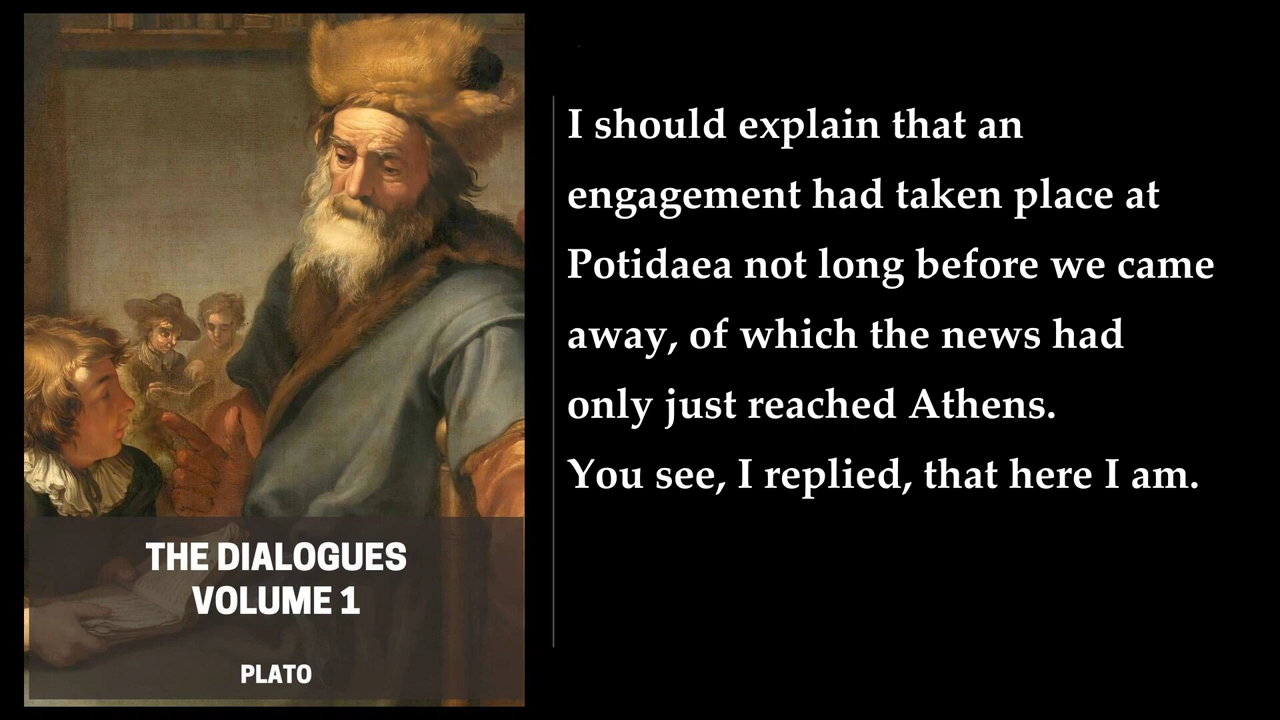 I should explain that an
engagement had taken place at
Potidaea not long before we came
away, of which the news had
only just reached Athens.
You see, I replied, that here I am.
THE DIALOGUES
VOLUME 1
PLATO